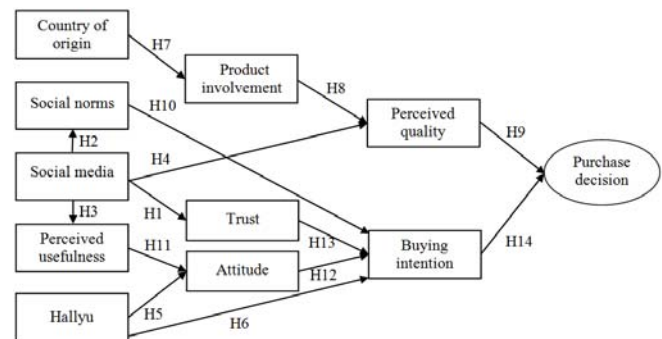 Country of
origin
H7
Product
involvement
Social norms
H10
H8
Perceived
quality
H2
H4
H9
Purchase
decision
Social media
H3
H1
Trust
H13
H14
Perceived
usefulness
H11
Attitude
H12
Buying
intention
Hallyu
H5
H6